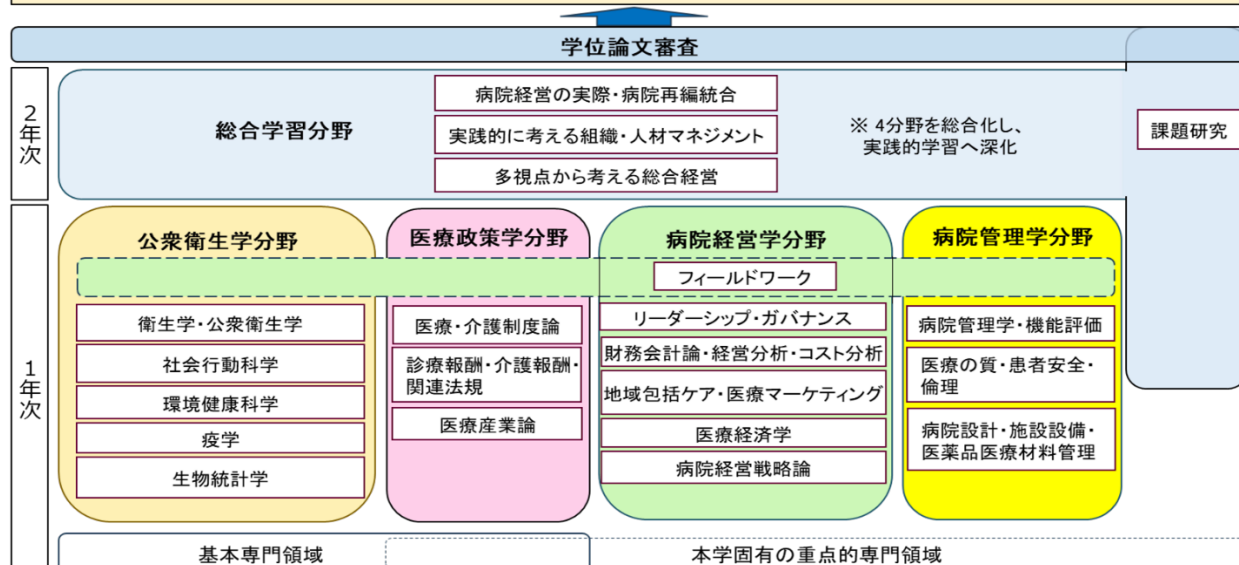 学位論文審査
2年次
総合学習分野
病院経営の実際・病院再編統合
実践的に考える組織・人材マネジメント
多視点から考える総合経営
※ 4分野を総合化し、
実践的学習へ深化
課題研究
1年次
公衆衛生学分野
医療政策学分野
病院経営学分野
病院管理学分野
フィールドワーク
衛生学・公衆衛生学
社会行動科学
環境健康科学
疫学
生物統計学
医療・介護制度論
診療報酬・介護報酬・
関連法規
医療産業論
リーダーシップ・ガバナンス
財務会計論・経営分析・コスト分析
地域包括ケア・医療マーケティング
医療経済学
病院経営戦略論
病院管理学・機能評価
医療の質・患者安全・
倫理
病院設計・施設設備・
医薬品医療材料管理
基本専門領域
本学固有の重点的専門領域